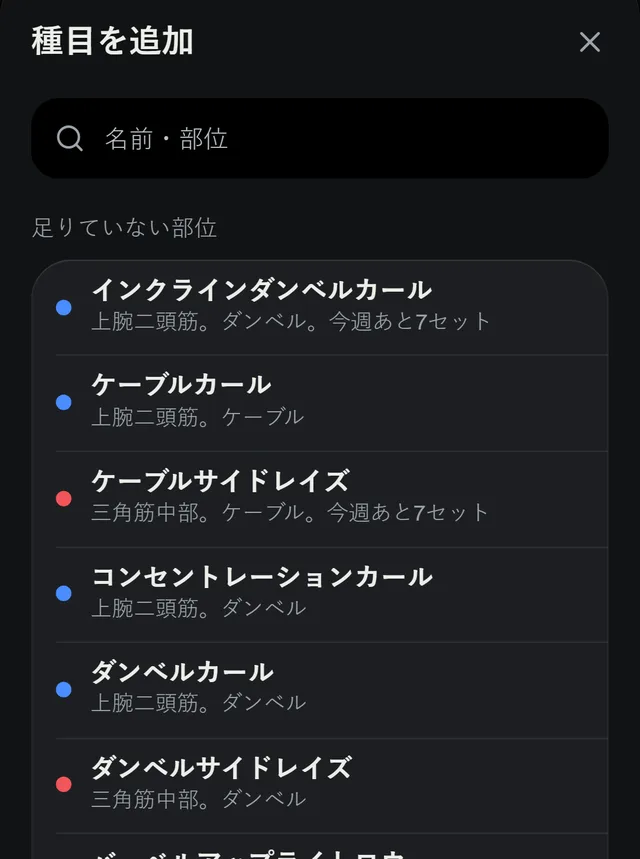 種目を追加
名前・部位
足りていない部位
インクラインダンベルカール
上腕二頭筋。ダンベル。今週あと7セット
ケーブルカール
上腕二頭筋。ケーブル
ケーブルサイドレイズ
三角筋中部。ケーブル。今週あと7セット
コンセントレーションカール
上腕二頭筋。ダンベル
ダンベルカール
上腕二頭筋。ダンベル
ダンベルサイドレイズ
三角筋中部。ダンベル